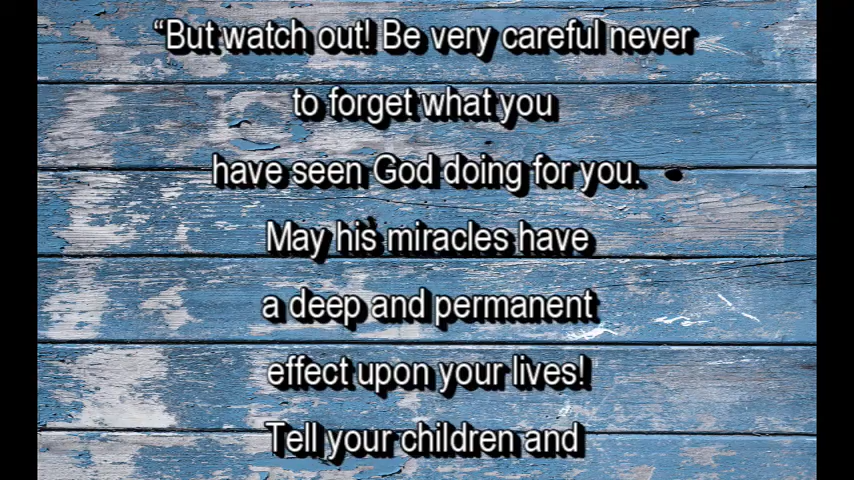 “But watch out! Be very careful never
to forget what you
have seen God doing for you.
May his miracles have
a deep and permanent
effect upon your lives!
Tell your children and